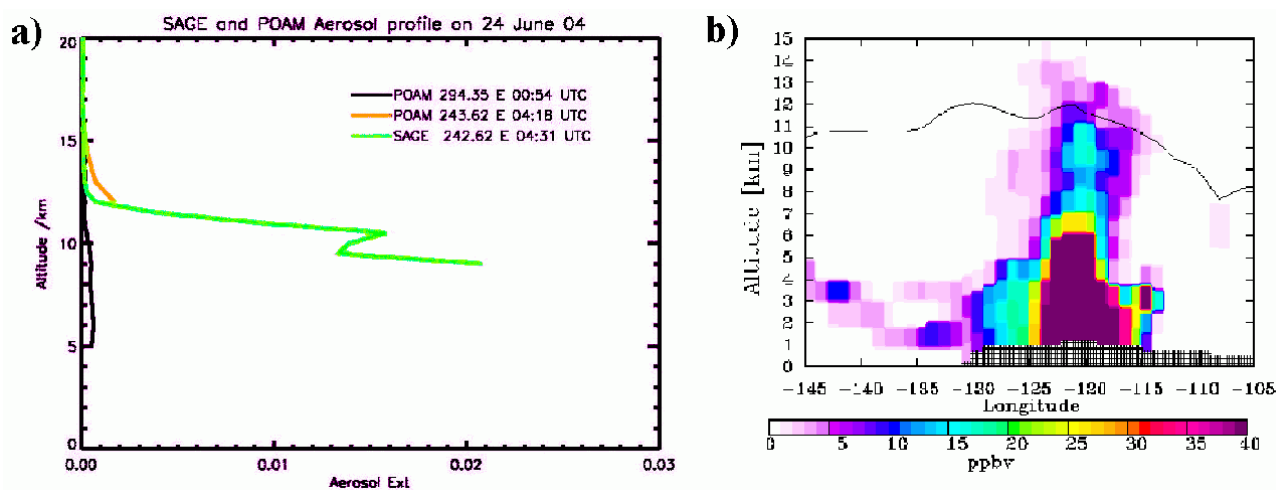 a)
SAGE and POAM Aerosol profile on 24 June 04
20
15
10
5
0
Altitude /km
POAM 294.35 E 00:54 UTC
POAM 243.62 E 04:18 UTC
SAGE 242.62 E 04:31 UTC
0.00 0.01 0.02 0.03
Aerosol Ext
b)
15
14
13
12
11
10
9
8
7
6
5
4
3
2
1
0
Altitude [km]
-145 -140 -135 -130 -125 -120 -115 -110 -105
Longitude
0 5 10 15 20 25 30 35 40
ppbv